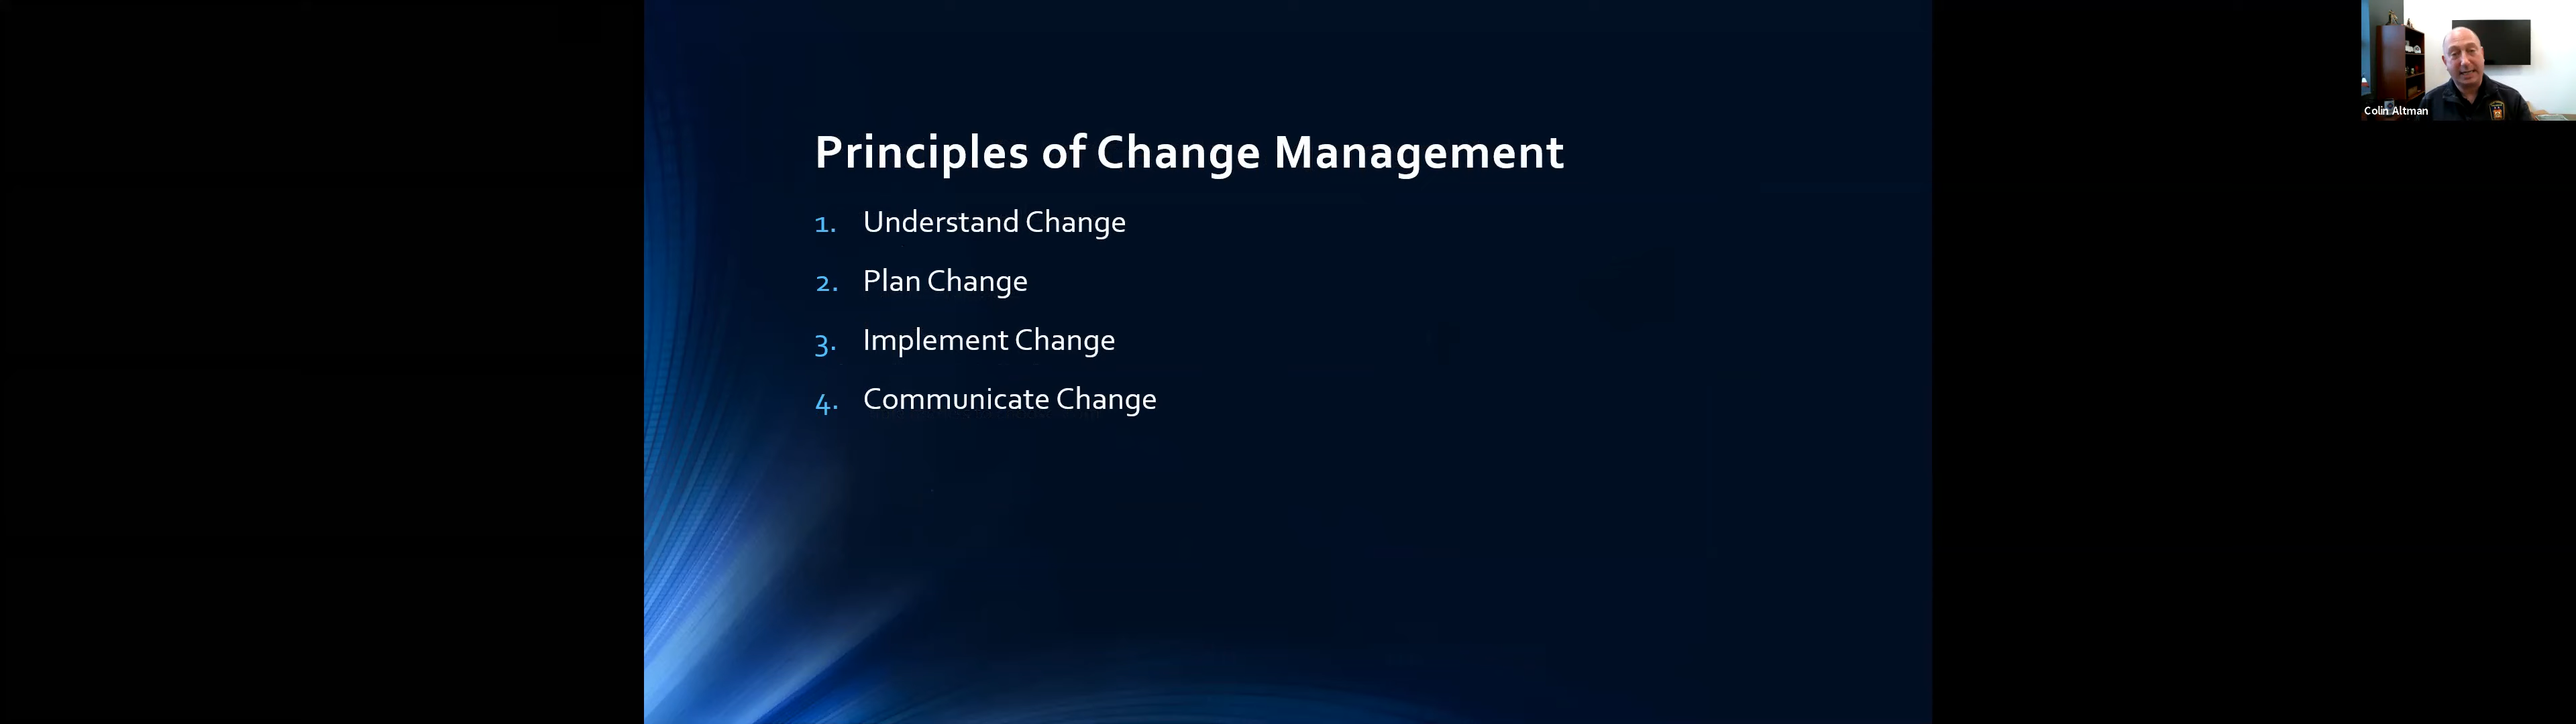 Principles of Change Management
1. Understand Change
2. Plan Change
3. Implement Change
4. Communicate Change
Colin Altman